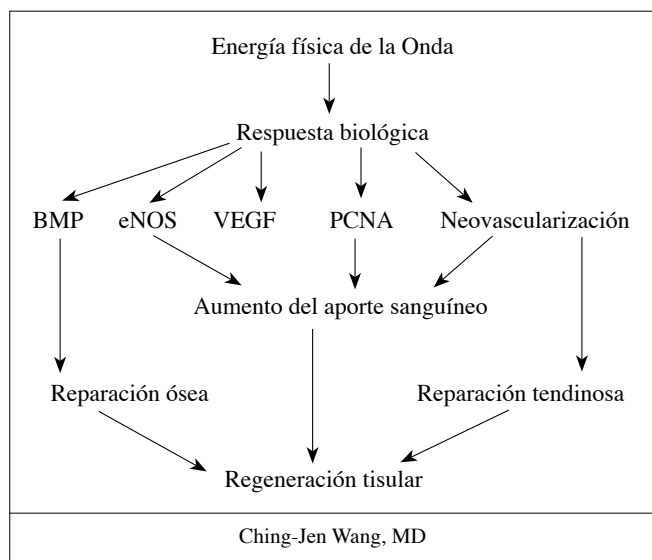 Energía física de la Onda
Respuesta biológica
BMP eNOS VEGF PCNA Neovascularización
Aumento del aporte sanguíneo
Reparación ósea Reparación tendinosa
Regeneración tisular
Ching-Jen Wang, MD